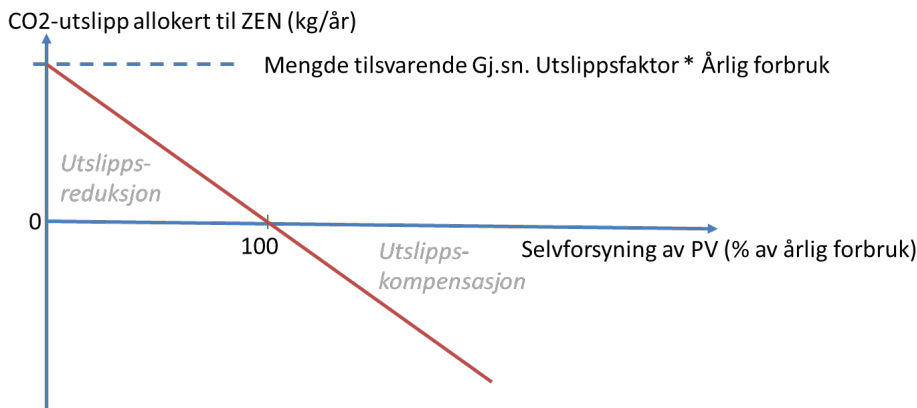 CO2-utslipp allokert til ZEN (kg/år)
Mengde tilsvarende Gj.sn. Utslippsfaktor * Årlig forbruk
Utslipps-
reduksjon
0
100
Selvforsyning av PV (% av årlig forbruk)
Utslipps-
kompensasjon